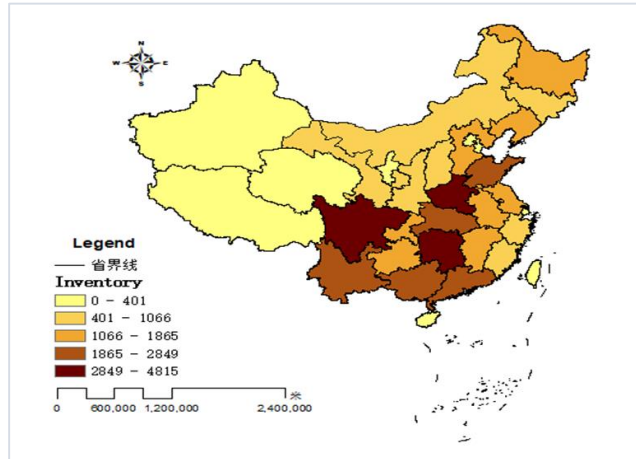 N
W E
S
Legend
省界线
Inventory
0 - 401
401 - 1066
1066 - 1865
1865 - 2849
2849 - 4815
米
0 600,000 1,200,000 2,400,000